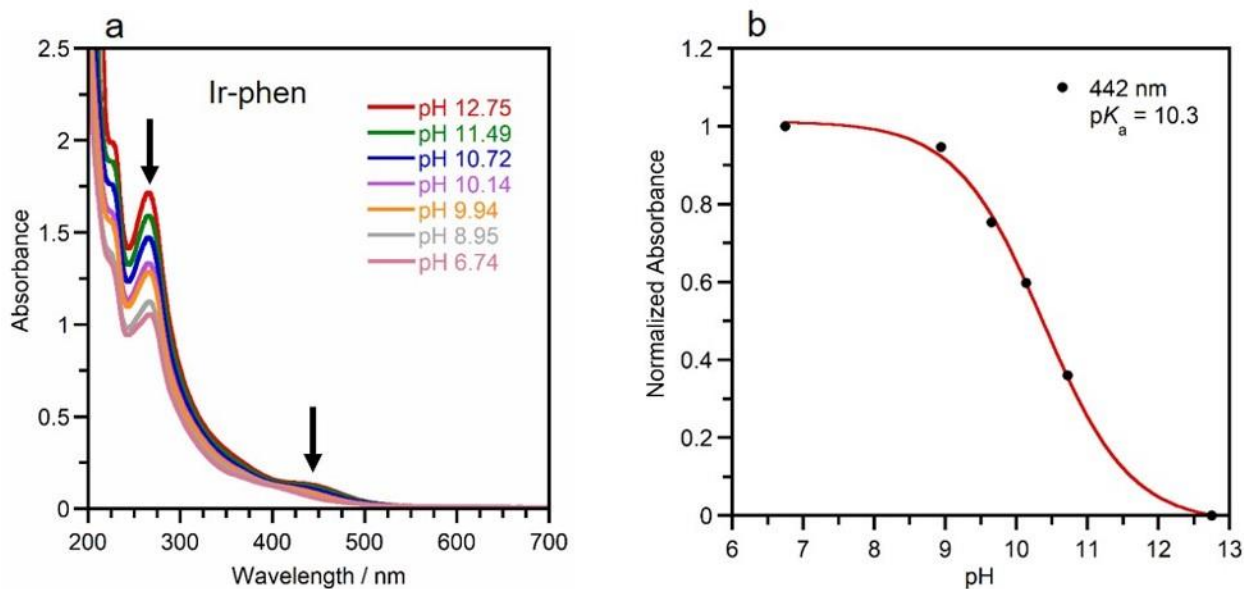 a
2.5
2
1.5
1
0.5
0
Absorbance
Ir-phen
pH 12.75
pH 11.49
pH 10.72
pH 10.14
pH 9.94
pH 8.95
pH 6.74
200 300 400 500 600 700
Wavelength / nm
b
1.2
1
0.8
0.6
0.4
0.2
0
Normalized Absorbance
442 nm
pKₐ = 10.3
6 7 8 9 10 11 12 13
pH